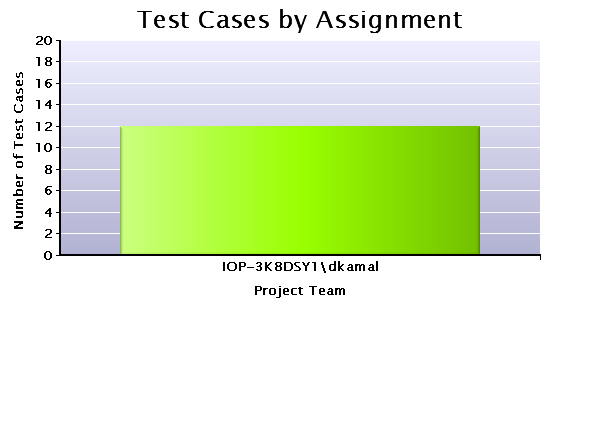 Test Cases by Assignment
Number of Test Cases
20
18
16
14
12
10
8
6
4
2
0
IOP-3K8DSY1\dkamal
Project Team